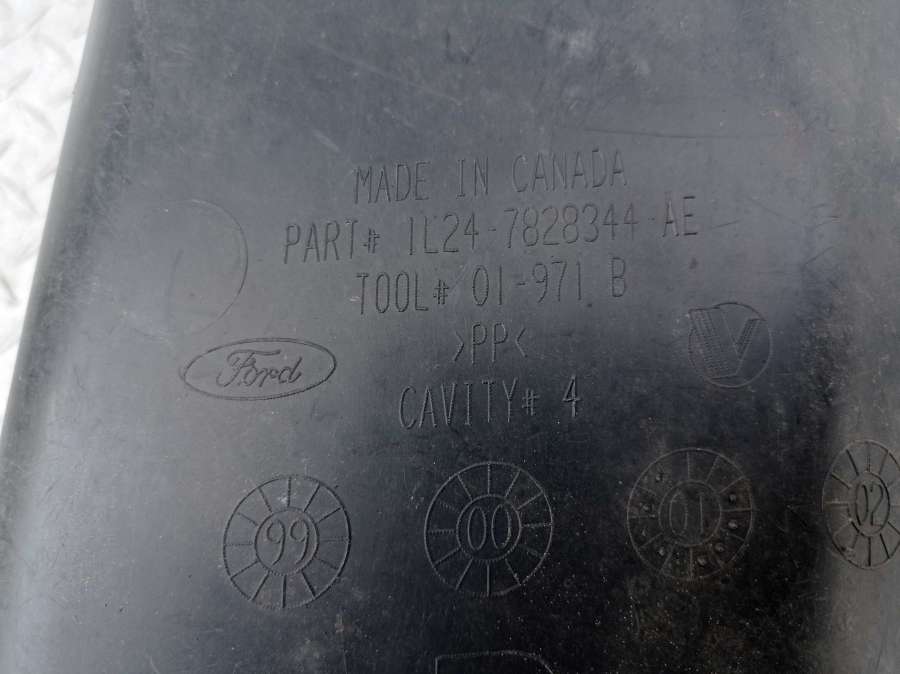 MADE IN CANADA
PART# 1L24-7828344-AE
TOOL# 01-971 B
>PP<
Ford
CAVITY# 4
99
00
01
02